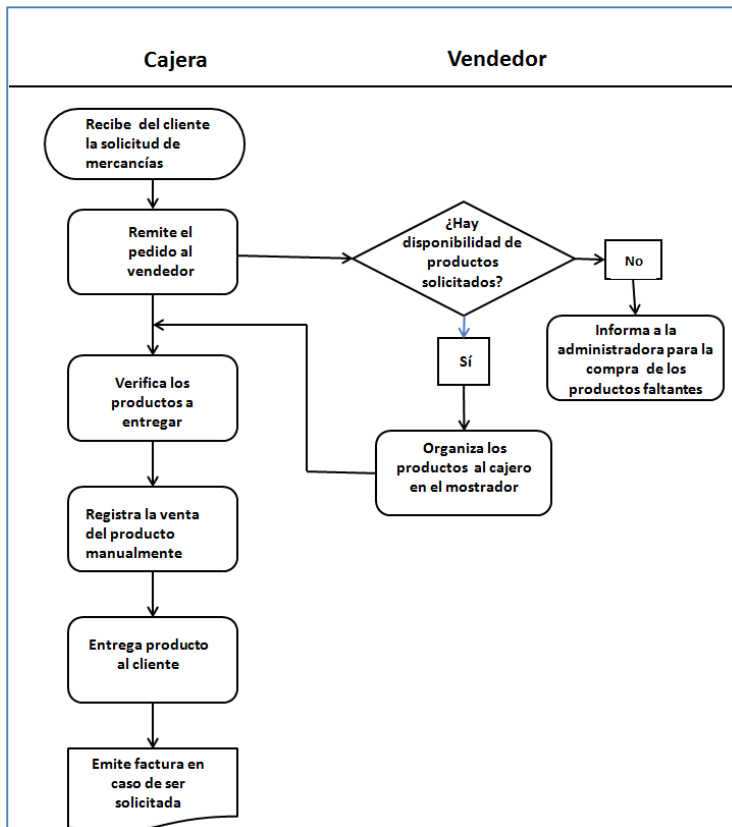 Cajera
Vendedor
Recibe del cliente
la solicitud de
mercancías
Remite el
pedido al
vendedor
¿Hay
disponibilidad de
productos
solicitados?
No
Informa a la
administradora para la
compra de los
productos faltantes
Sí
Organiza los
productos al cajero
en el mostrador
Verifica los
productos a
entregar
Registra la venta
del producto
manualmente
Entrega producto
al cliente
Emite factura en
caso de ser
solicitada